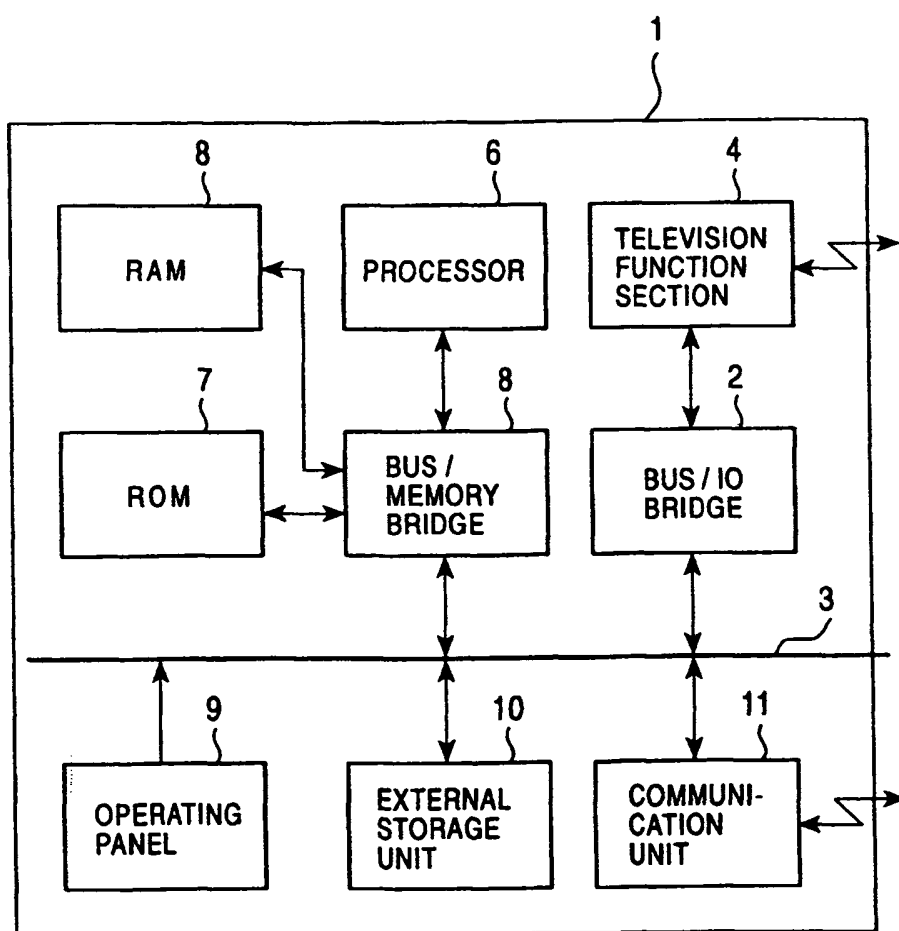 1
8
6
4
RAM
PROCESSOR
TELEVISION
FUNCTION
SECTION
7
8
2
ROM
BUS /
MEMORY
BRIDGE
BUS / IO
BRIDGE
3
9
10
11
OPERATING
PANEL
EXTERNAL
STORAGE
UNIT
COMMUNI-
CATION
UNIT